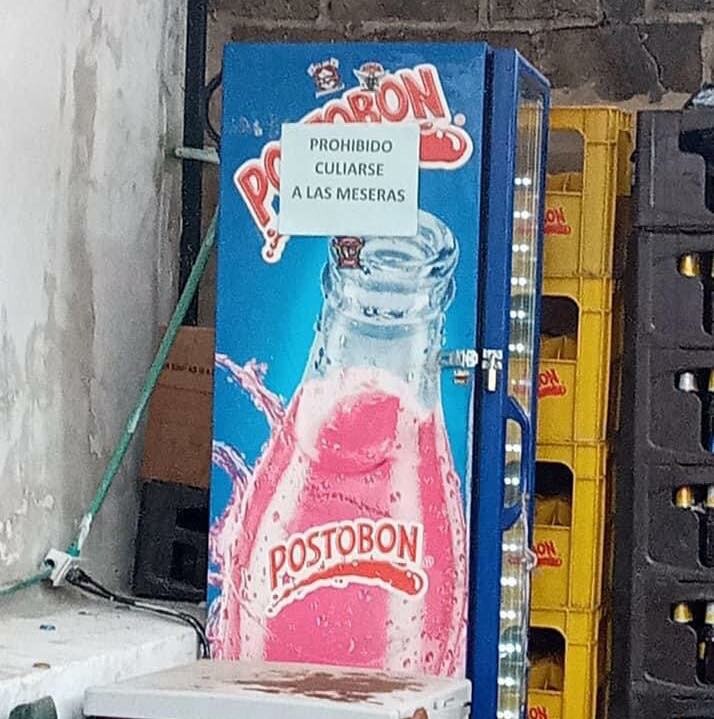 POSTOBON
PROHIBIDO
CULIARSE
A LAS MESERAS
POSTOBON